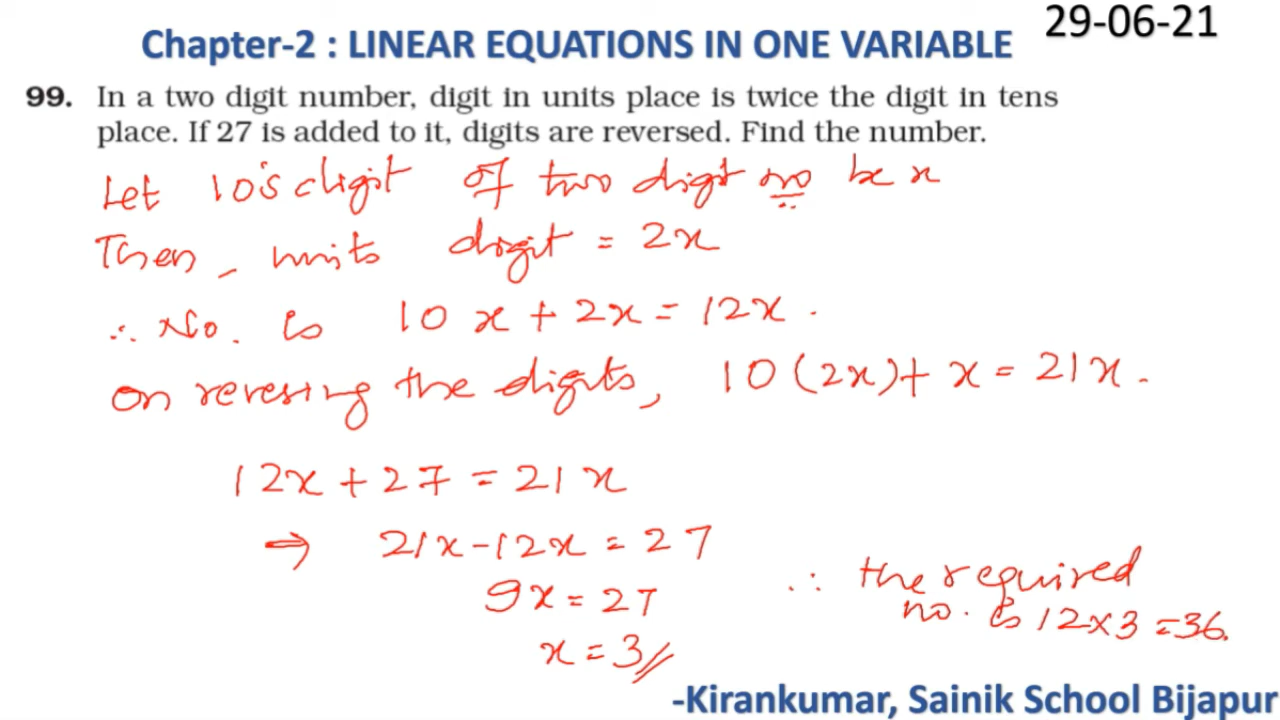 29-06-21
Chapter-2 : LINEAR EQUATIONS IN ONE VARIABLE
99. In a two digit number, digit in units place is twice the digit in tens
place. If 27 is added to it, digits are reversed. Find the number.
Let 10's digit of two digit no be x
Then, units digit = 2x
∴ No. is 10x + 2x = 12x.
on reversing the digits, 10(2x) + x = 21x.
12x + 27 = 21x
⇒ 21x - 12x = 27
9x = 27
x = 3//
∴ the required
no. is 12×3 = 36.
-Kirankumar, Sainik School Bijapur